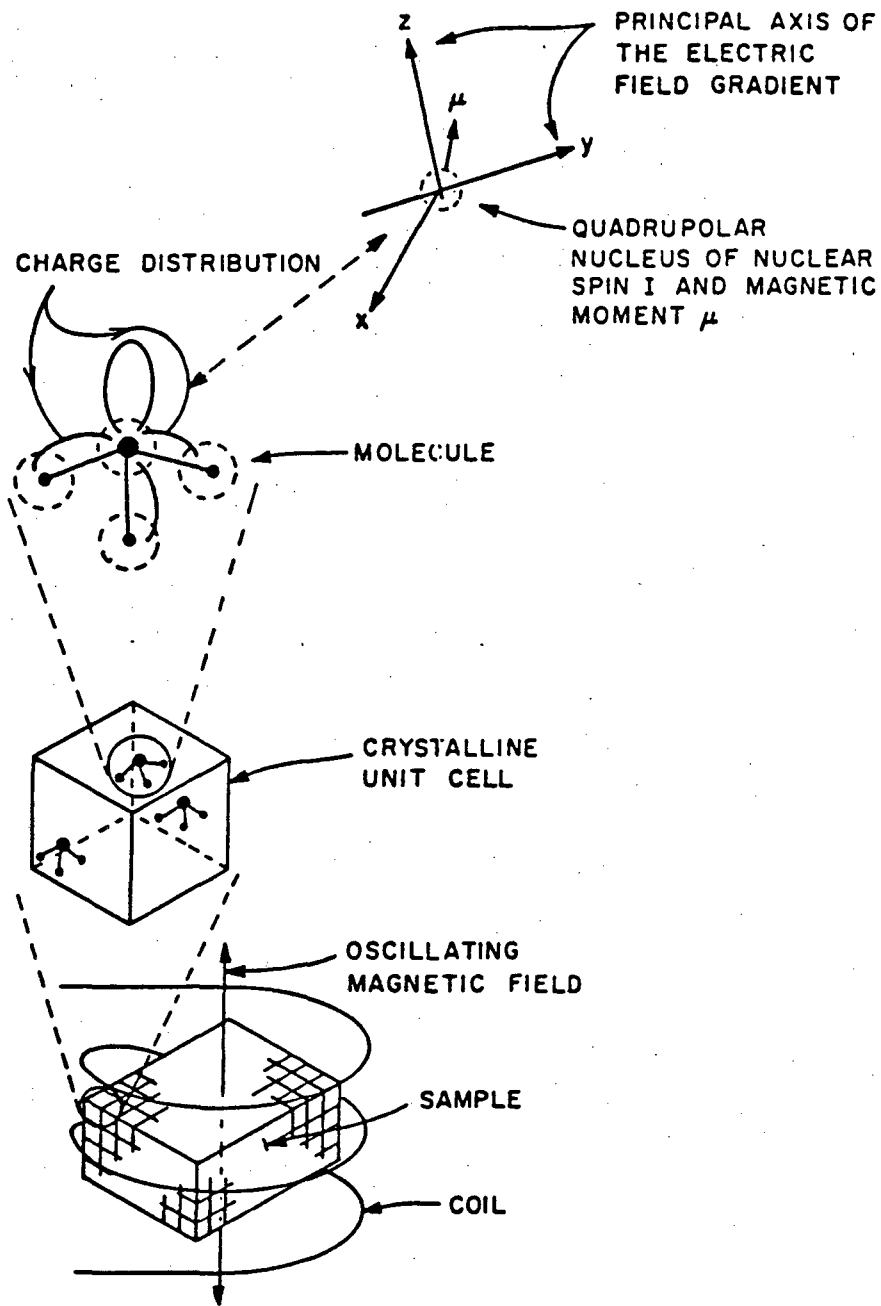 PRINCIPAL AXIS OF
THE ELECTRIC
FIELD GRADIENT
z
μ
y
x
QUADRUPOLAR
NUCLEUS OF NUCLEAR
SPIN I AND MAGNETIC
MOMENT μ
CHARGE DISTRIBUTION
MOLECULE
CRYSTALLINE
UNIT CELL
OSCILLATING
MAGNETIC FIELD
SAMPLE
COIL